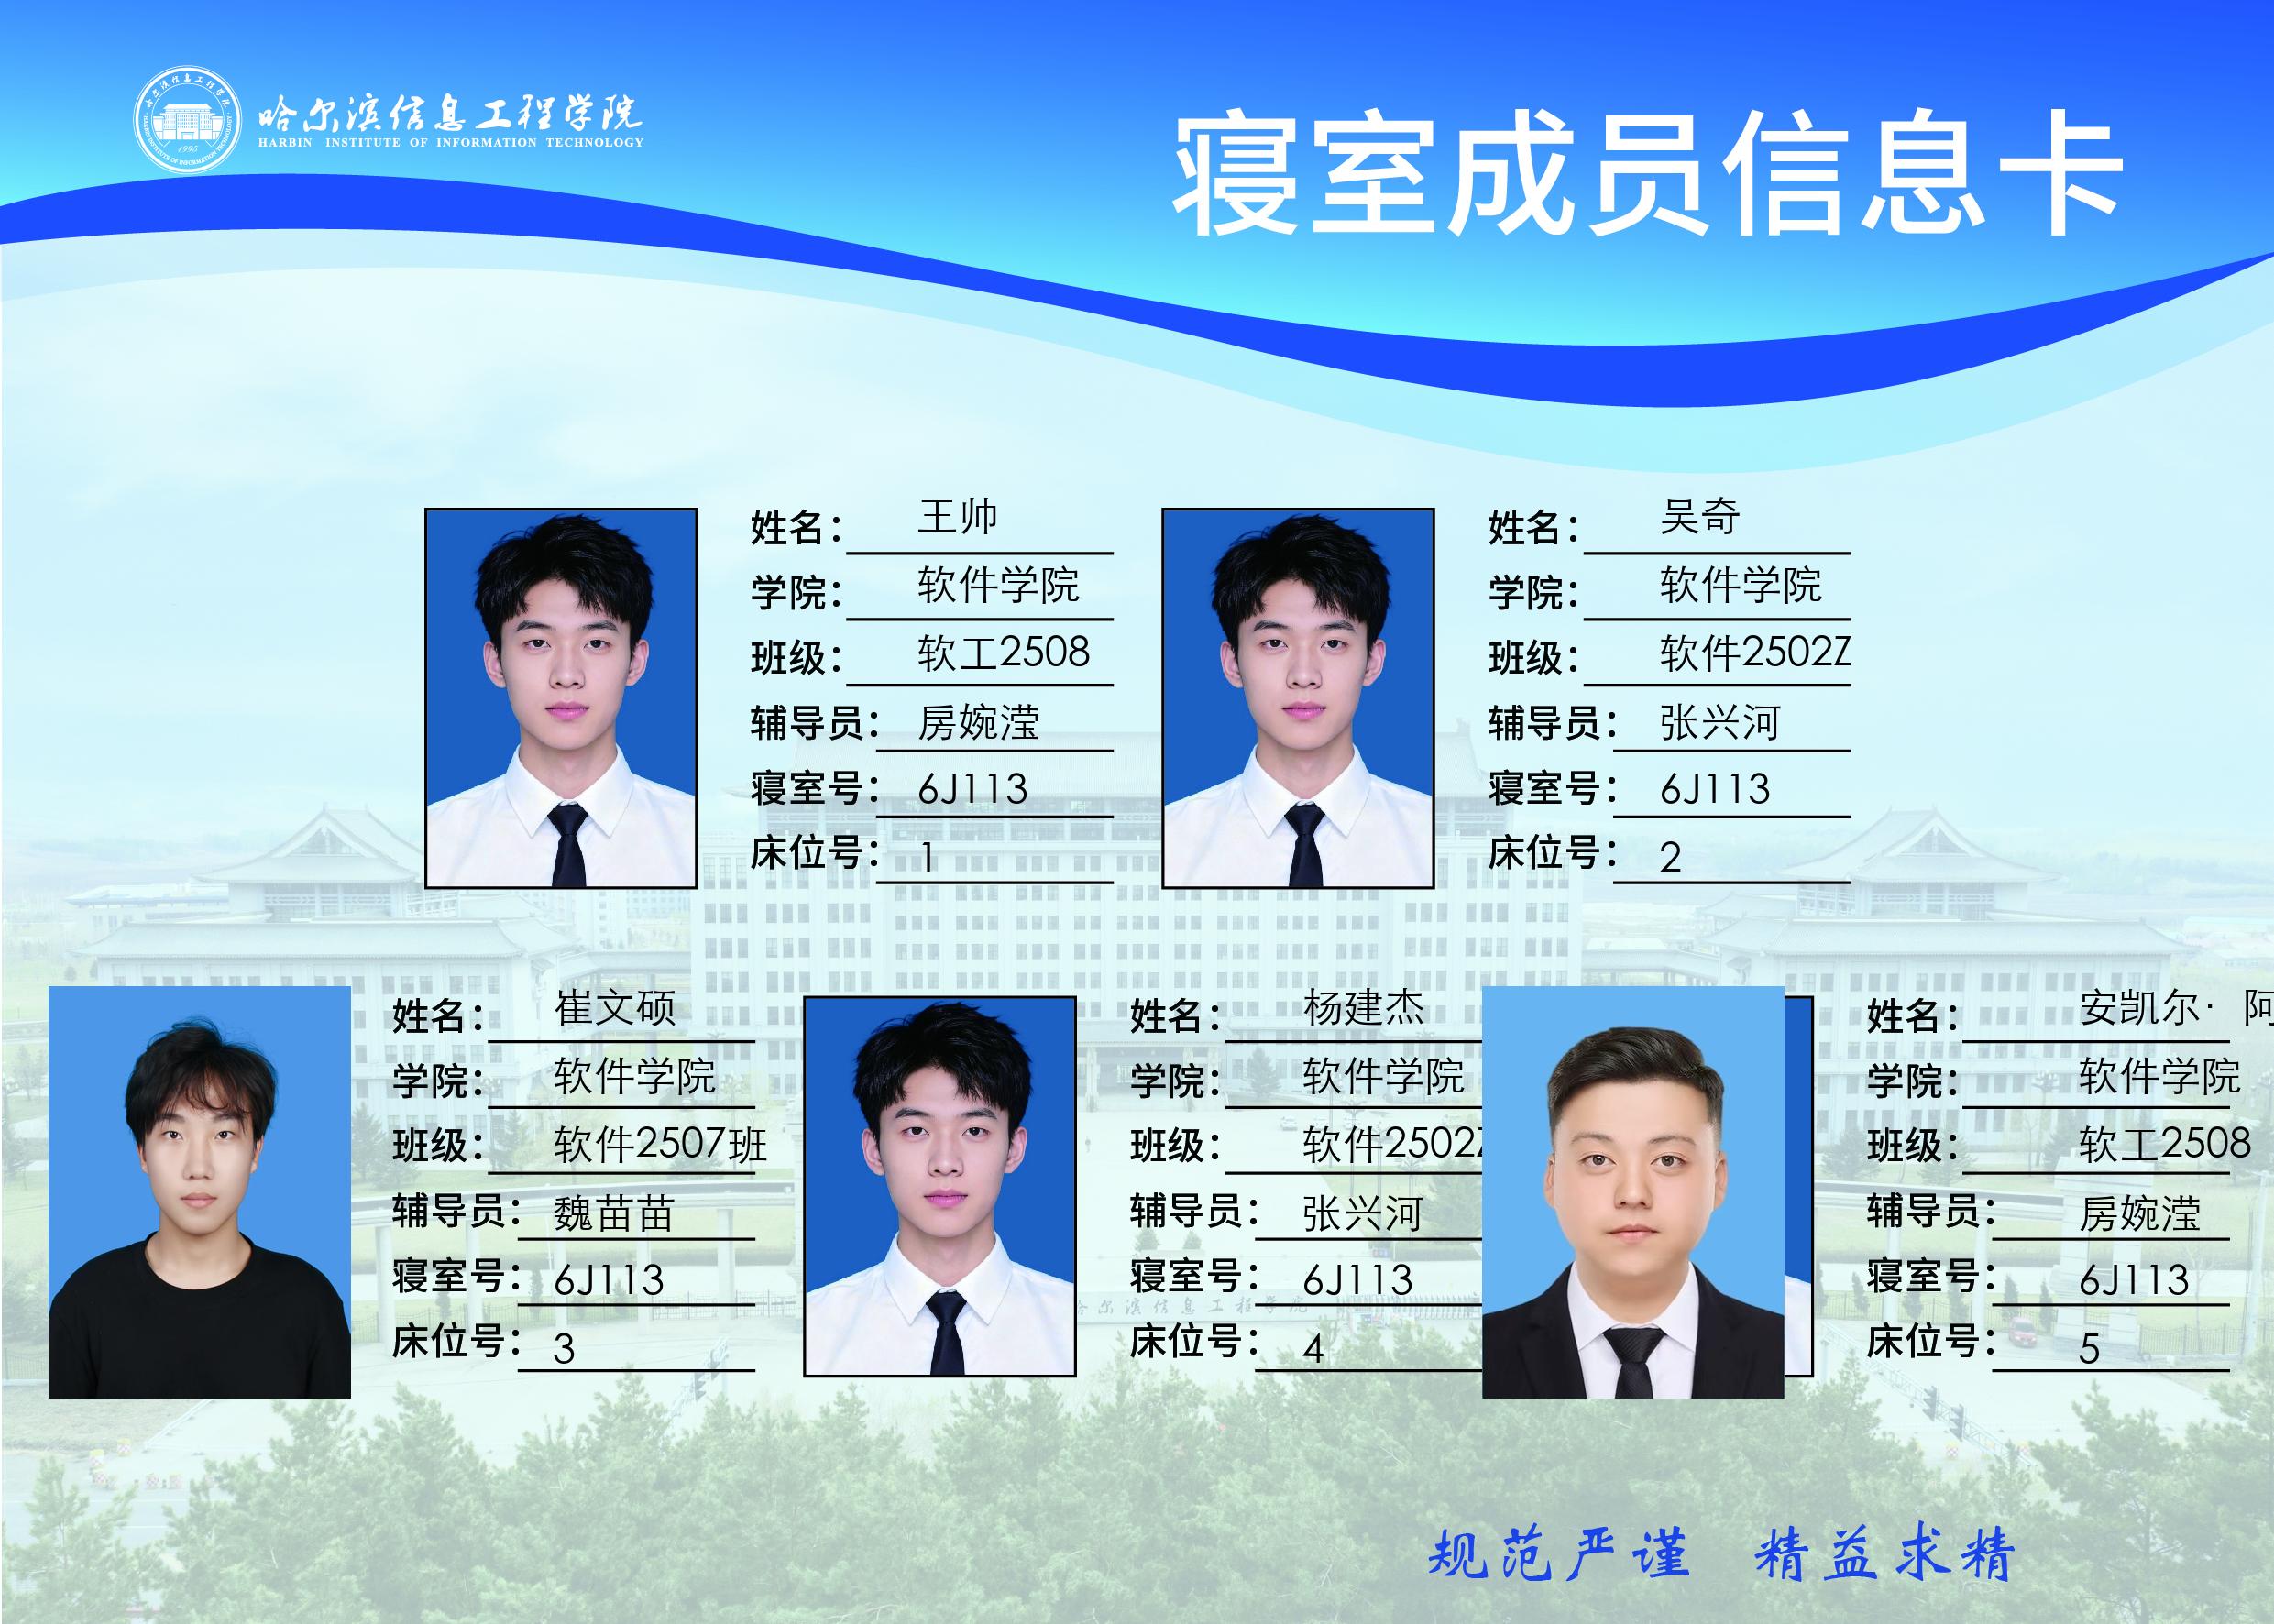 哈尔滨信息工程学院
HARBIN INSTITUTE OF INFORMATION TECHNOLOGY
1995
寝室成员信息卡
姓名： 王帅
学院： 软件学院
班级： 软工2508
辅导员： 房婉滢
寝室号： 6J113
床位号： 1
姓名： 吴奇
学院： 软件学院
班级： 软件2502Z
辅导员： 张兴河
寝室号： 6J113
床位号： 2
姓名： 崔文硕
学院： 软件学院
班级： 软件2507班
辅导员： 魏苗苗
寝室号： 6J113
床位号： 3
姓名： 杨建杰
学院： 软件学院
班级： 软件2502Z
辅导员： 张兴河
寝室号： 6J113
床位号： 4
姓名： 安凯尔· 阿
学院： 软件学院
班级： 软工2508
辅导员： 房婉滢
寝室号： 6J113
床位号： 5
哈尔滨信息工程学院
规范严谨 精益求精